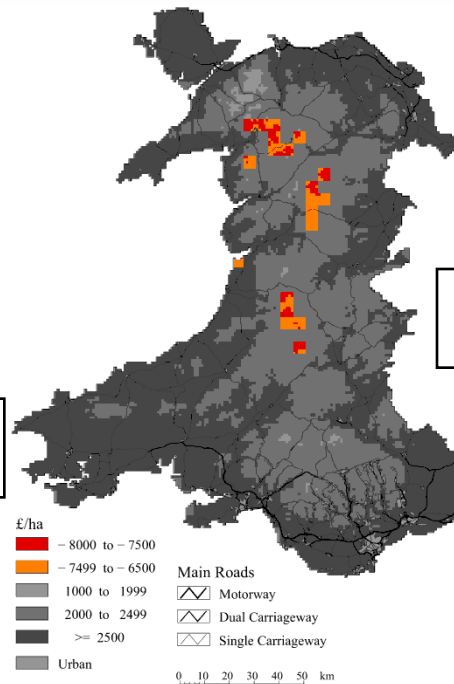 £/ha
− 8000 to − 7500
− 7499 to − 6500
1000 to 1999
2000 to 2499
>= 2500
Urban
Main Roads
Motorway
Dual Carriageway
Single Carriageway
0 10 20 30 40 50 km